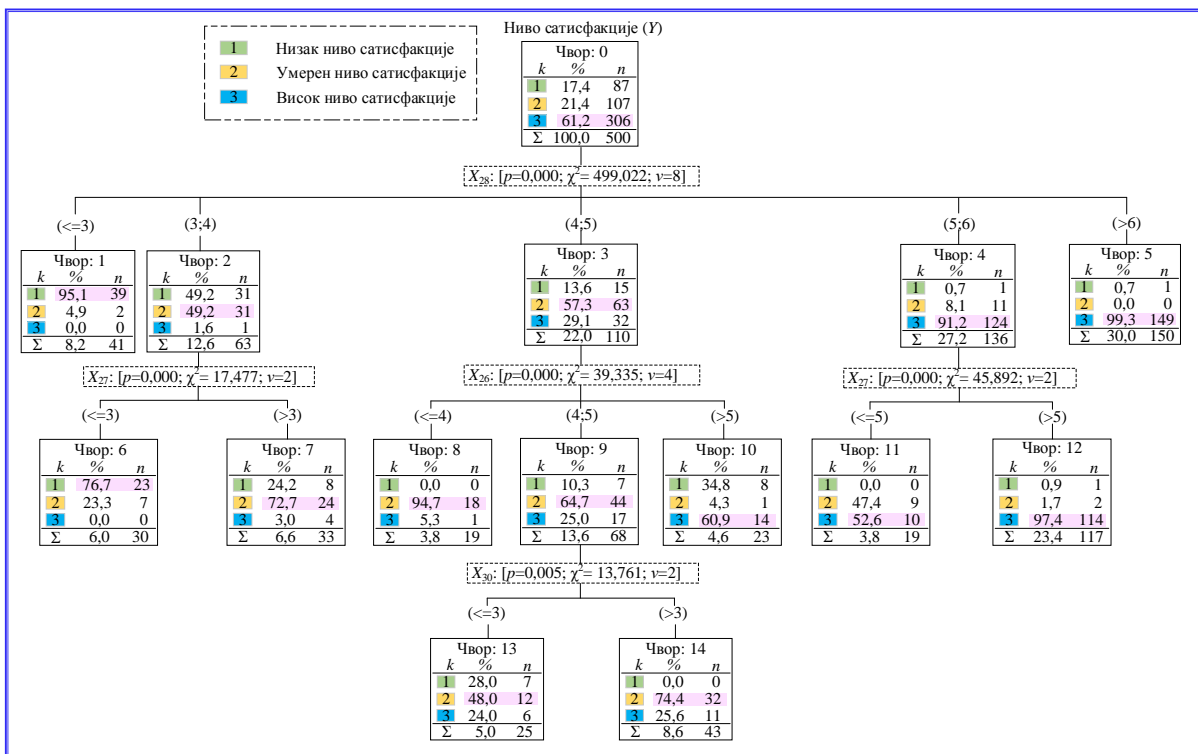 Ниво сатисфакције (Y)
1 Низак ниво сатисфакције
2 Умерен ниво сатисфакције
3 Висок ниво сатисфакције
Чвор: 0
k % n
1 17,4 87
2 21,4 107
3 61,2 306
Σ 100,0 500
X28: [p=0,000; χ²= 499,022; ν=8]
(<=3)
(3;4)
(4;5)
(5;6)
(>6)
Чвор: 1
k % n
1 95,1 39
2 4,9 2
3 0,0 0
Σ 8,2 41
Чвор: 2
k % n
1 49,2 31
2 49,2 31
3 1,6 1
Σ 12,6 63
Чвор: 3
k % n
1 13,6 15
2 57,3 63
3 29,1 32
Σ 22,0 110
Чвор: 4
k % n
1 0,7 1
2 8,1 11
3 91,2 124
Σ 27,2 136
Чвор: 5
k % n
1 0,7 1
2 0,0 0
3 99,3 149
Σ 30,0 150
X27: [p=0,000; χ²= 17,477; ν=2]
X26: [p=0,000; χ²= 39,335; ν=4]
X27: [p=0,000; χ²= 45,892; ν=2]
(<=3)
(>3)
(<=4)
(4;5)
(>5)
(<=5)
(>5)
Чвор: 6
k % n
1 76,7 23
2 23,3 7
3 0,0 0
Σ 6,0 30
Чвор: 7
k % n
1 24,2 8
2 72,7 24
3 3,0 4
Σ 6,6 33
Чвор: 8
k % n
1 0,0 0
2 94,7 18
3 5,3 1
Σ 3,8 19
Чвор: 9
k % n
1 10,3 7
2 64,7 44
3 25,0 17
Σ 13,6 68
Чвор: 10
k % n
1 34,8 8
2 4,3 1
3 60,9 14
Σ 4,6 23
Чвор: 11
k % n
1 0,0 0
2 47,4 9
3 52,6 10
Σ 3,8 19
Чвор: 12
k % n
1 0,9 1
2 1,7 2
3 97,4 114
Σ 23,4 117
X30: [p=0,005; χ²= 13,761; ν=2]
(<=3)
(>3)
Чвор: 13
k % n
1 28,0 7
2 48,0 12
3 24,0 6
Σ 5,0 25
Чвор: 14
k % n
1 0,0 0
2 74,4 32
3 25,6 11
Σ 8,6 43